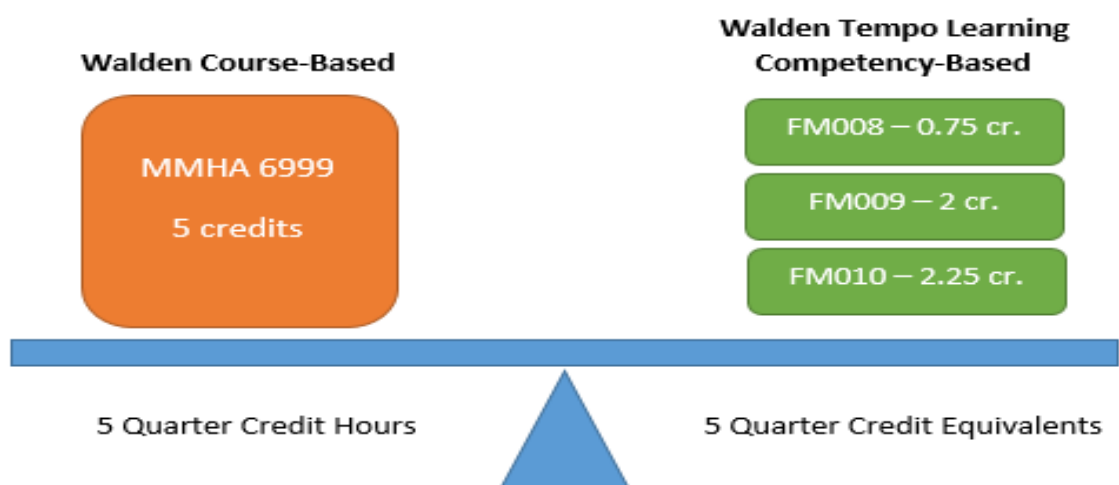 Walden Course-Based
MMHA 6999
5 credits
Walden Tempo Learning
Competency-Based
FM008 – 0.75 cr.
FM009 – 2 cr.
FM010 – 2.25 cr.
5 Quarter Credit Hours
5 Quarter Credit Equivalents